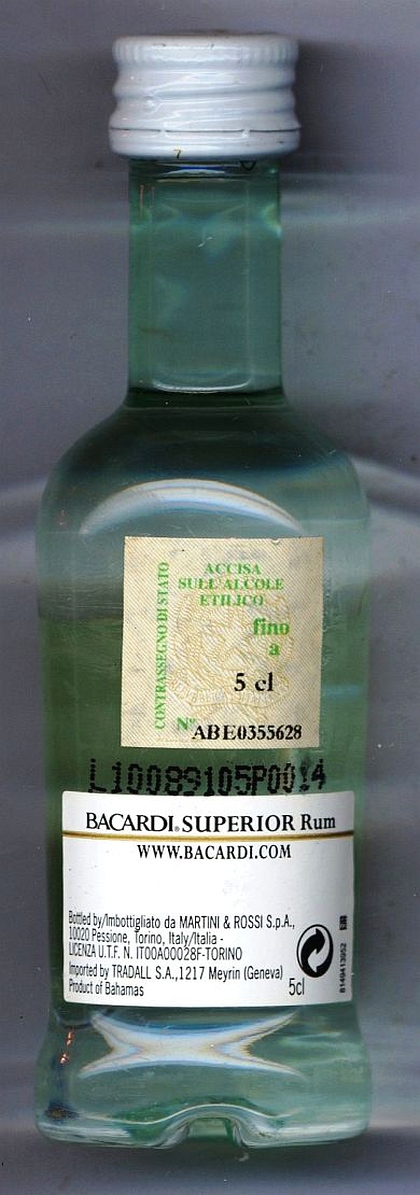 CONTRASSEGNO DI STATO
ACCISA
SULL'ALCOLE
ETILICO
fino
a
5 cl
Nº ABE0355628
L10089105P0014
BACARDI® SUPERIOR Rum
WWW.BACARDI.COM
Bottled by/Imbottigliato da MARTINI & ROSSI S.p.A.,
10020 Pessione, Torino, Italy/Italia -
LICENZA U.T.F. N. IT00A00028F-TORINO
Imported by TRADALL S.A.,1217 Meyrin (Geneva)
Product of Bahamas
5cl
8149413952